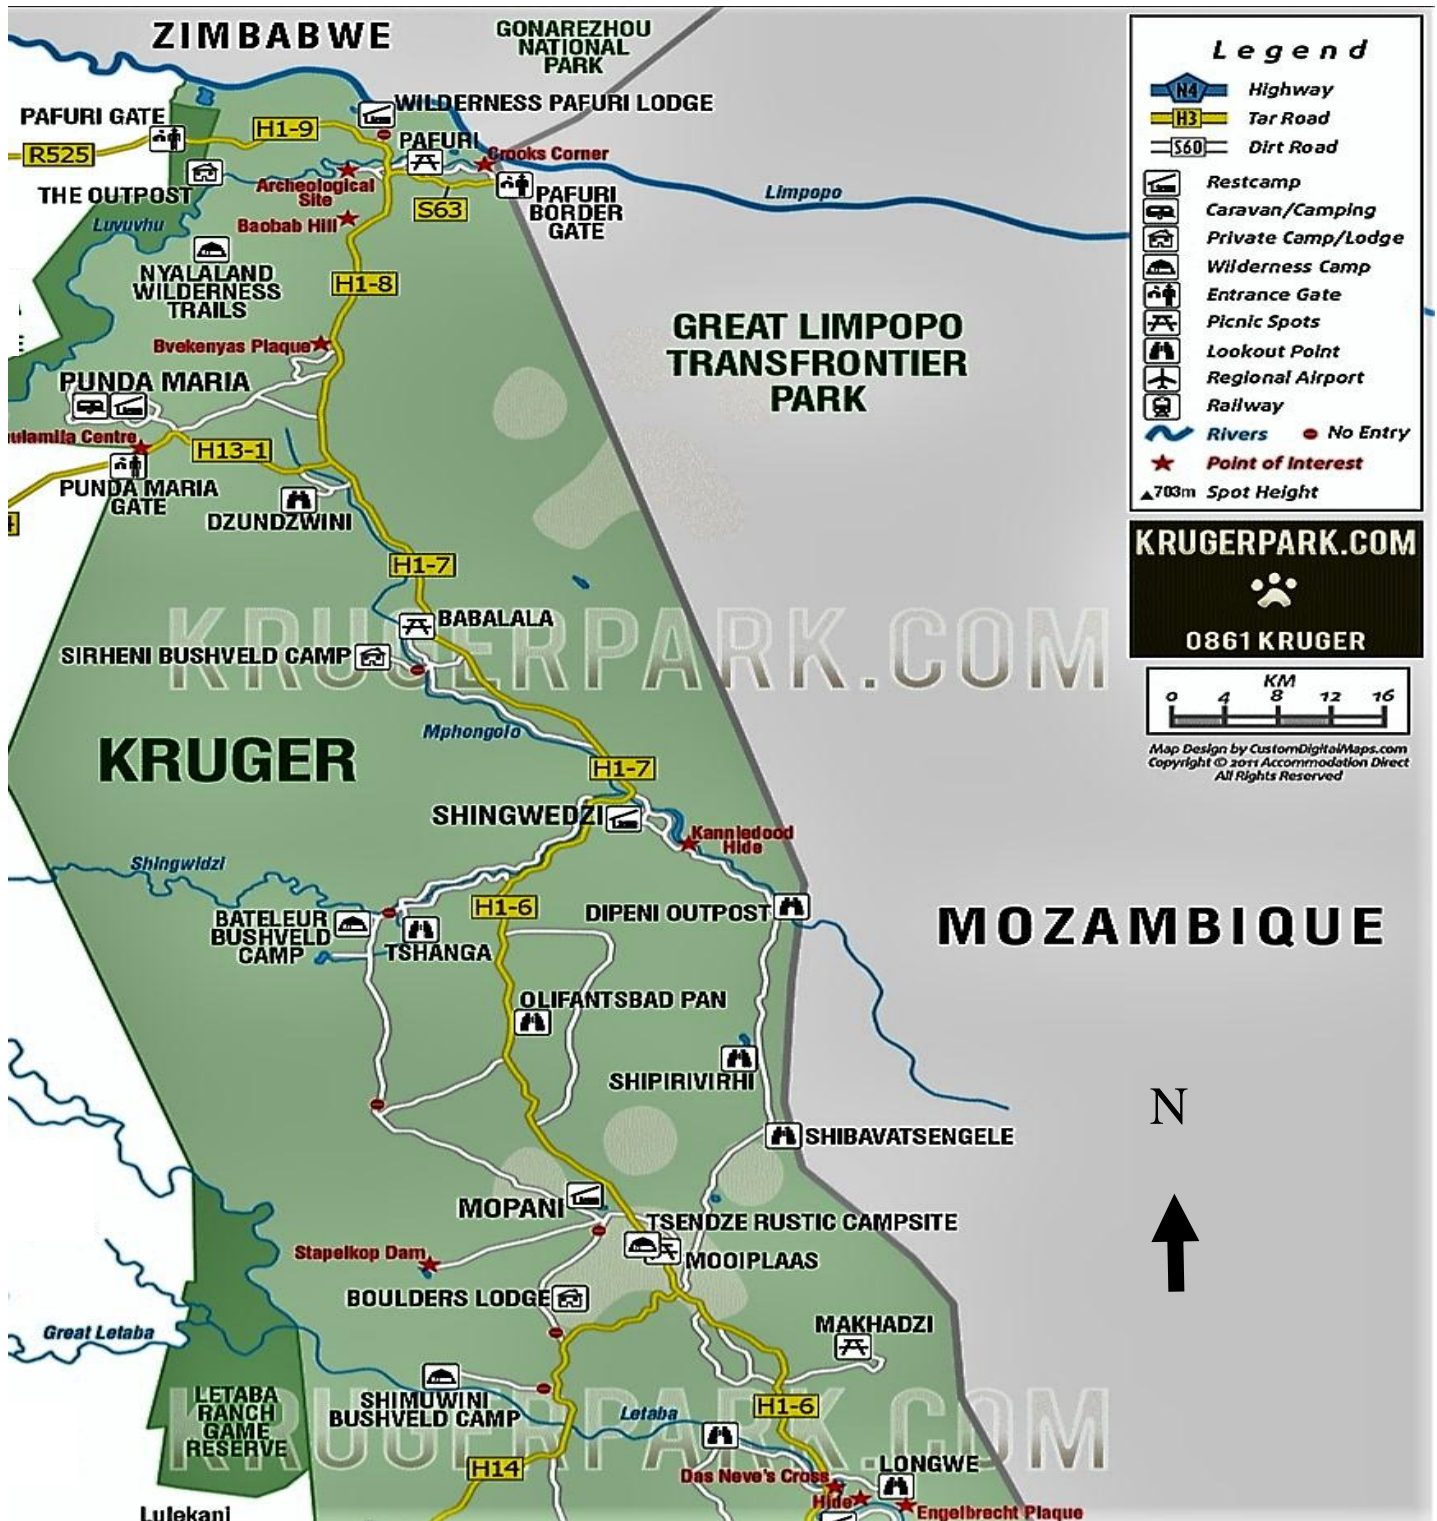 ZIMBABWE
GONAREZHOU
NATIONAL
PARK
PAFURI GATE
WILDERNESS PAFURI LODGE
H1-9
PAFURI
R525
Crooks Corner
THE OUTPOST
Archeological
Site
S63
PAFURI
BORDER
GATE
Limpopo
Luvuvhu
Baobab Hill
NYALALAND
WILDERNESS
TRAILS
H1-8
Bvekenyas Plaque
GREAT LIMPOPO
TRANSFRONTIER
PARK
PUNDA MARIA
ulamila Centre
H13-1
PUNDA MARIA
GATE
DZUNDZWINI
H1-7
BABALALA
KRUGERPARK.COM
SIRHENI BUSHVELD CAMP
Mphongolo
KRUGER
H1-7
SHINGWEDZI
Kanniedood
Hide
Shingwidzi
H1-6
BATELEUR
BUSHVELD
CAMP
TSHANGA
DIPENI OUTPOST
MOZAMBIQUE
OLIFANTSBAD PAN
SHIPIRIVIRHI
SHIBAVATSENGELE
N
MOPANI
TSENDZE RUSTIC CAMPSITE
Stapelkop Dam
MOOIPLAAS
BOULDERS LODGE
MAKHADZI
Great Letaba
LETABA
RANCH
GAME
RESERVE
SHIMUWINI
BUSHVELD CAMP
KRUGERPARK.COM
Letaba
H1-6
H14
Das Neve's Cross
LONGWE
Hide
Engelbrecht Plaque
Lulekani
Legend
N4 Highway
H3 Tar Road
S60 Dirt Road
Restcamp
Caravan/Camping
Private Camp/Lodge
Wilderness Camp
Entrance Gate
Picnic Spots
Lookout Point
Regional Airport
Railway
Rivers No Entry
Point of Interest
703m Spot Height
KRUGERPARK.COM
0861 KRUGER
KM
0 4 8 12 16
Map Design by CustomDigitalMaps.com
Copyright © 2011 Accommodation Direct
All Rights Reserved